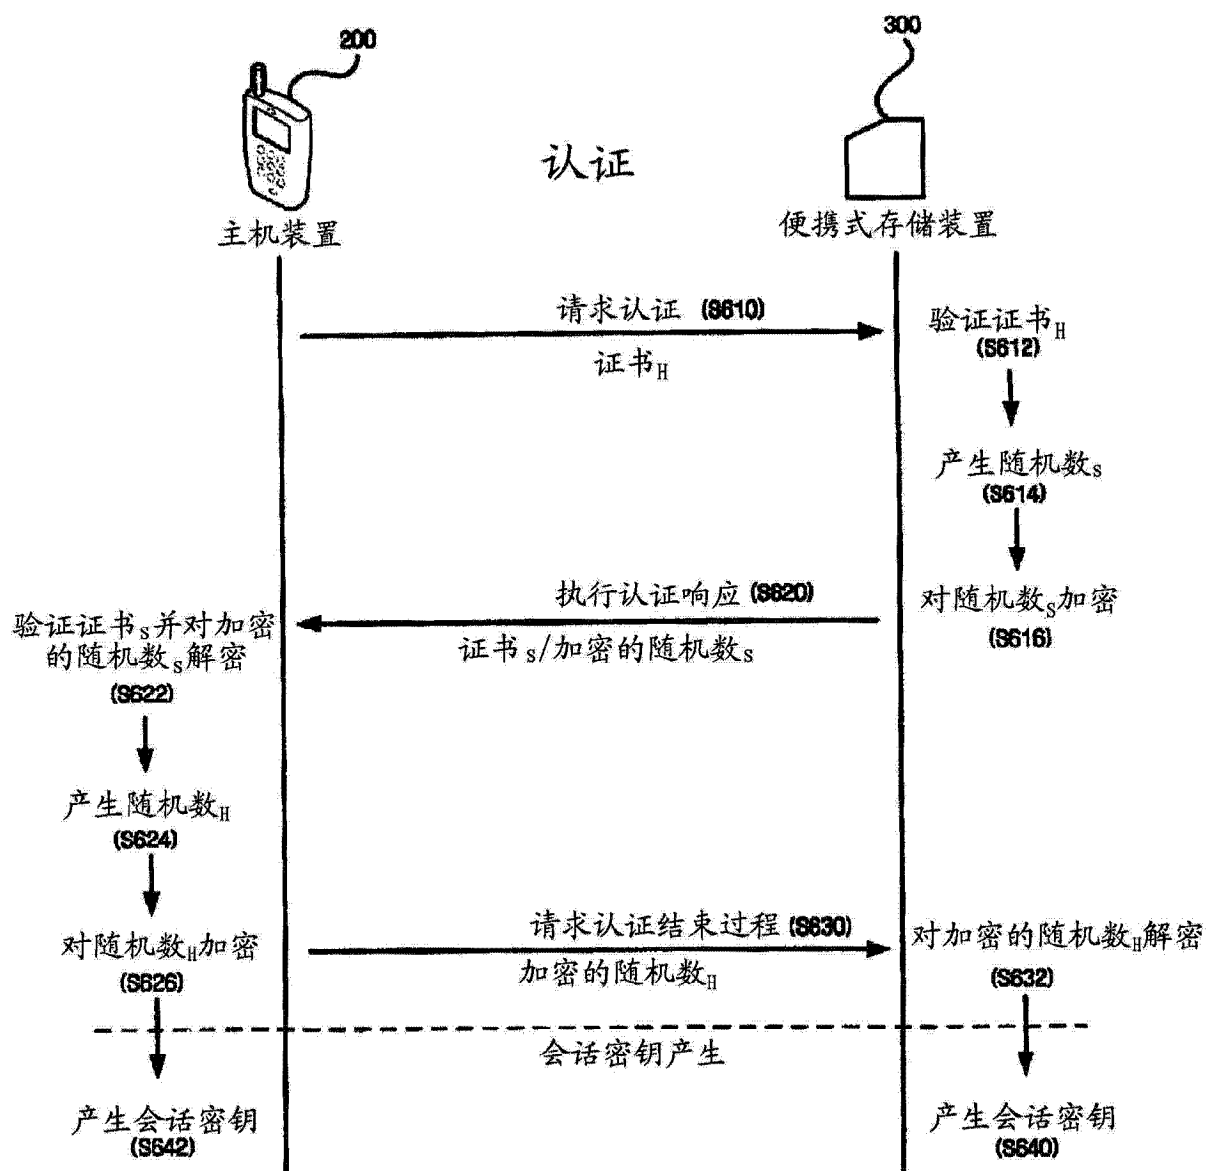 200
300
认证
主机装置
便携式存储装置
请求认证 (S610)
证书H
验证证书H
(S612)
产生随机数S
(S614)
对随机数S加密
(S616)
执行认证响应 (S620)
证书S/加密的随机数S
验证证书S并对加密
的随机数S解密
(S622)
产生随机数H
(S624)
对随机数H加密
(S626)
请求认证结束过程 (S630)
加密的随机数H
对加密的随机数H解密
(S632)
会话密钥产生
产生会话密钥
(S642)
产生会话密钥
(S640)